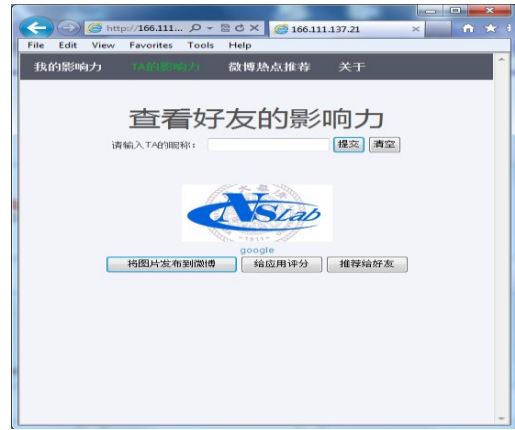 http://166.111... 166.111.137.21
File Edit View Favorites Tools Help
我的影响力 TA的影响力 微博热点推荐 关于
查看好友的影响力
请输入TA的昵称： 提交 清空
NSLab
google
将图片发布到微博 给应用评分 推荐给好友